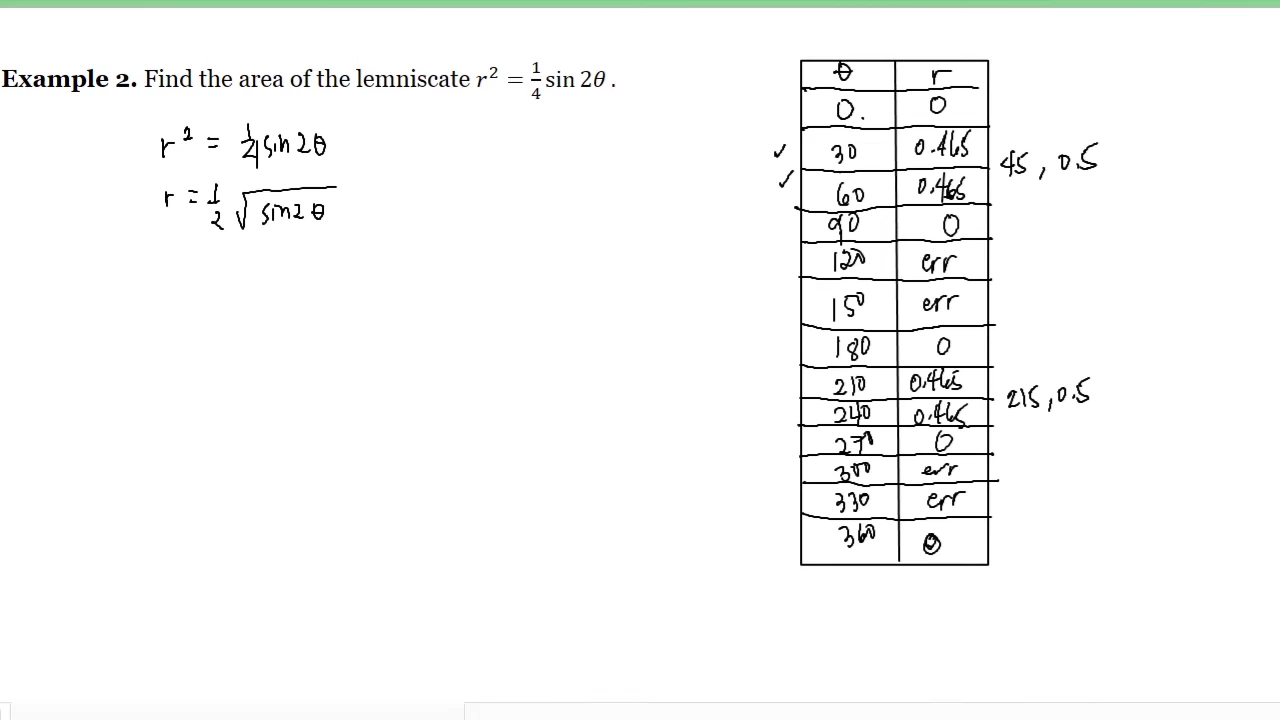 Example 2. Find the area of the lemniscate r² = 1/4 sin 2θ .
r² = 1/4 sin 2θ
r = 1/2 √sin 2θ
θ r
0. 0
✓ 30 0.465
45, 0.5
✓ 60 0.465
90 0
120 err
150 err
180 0
210 0.465
215, 0.5
240 0.465
270 0
300 err
330 err
360 0